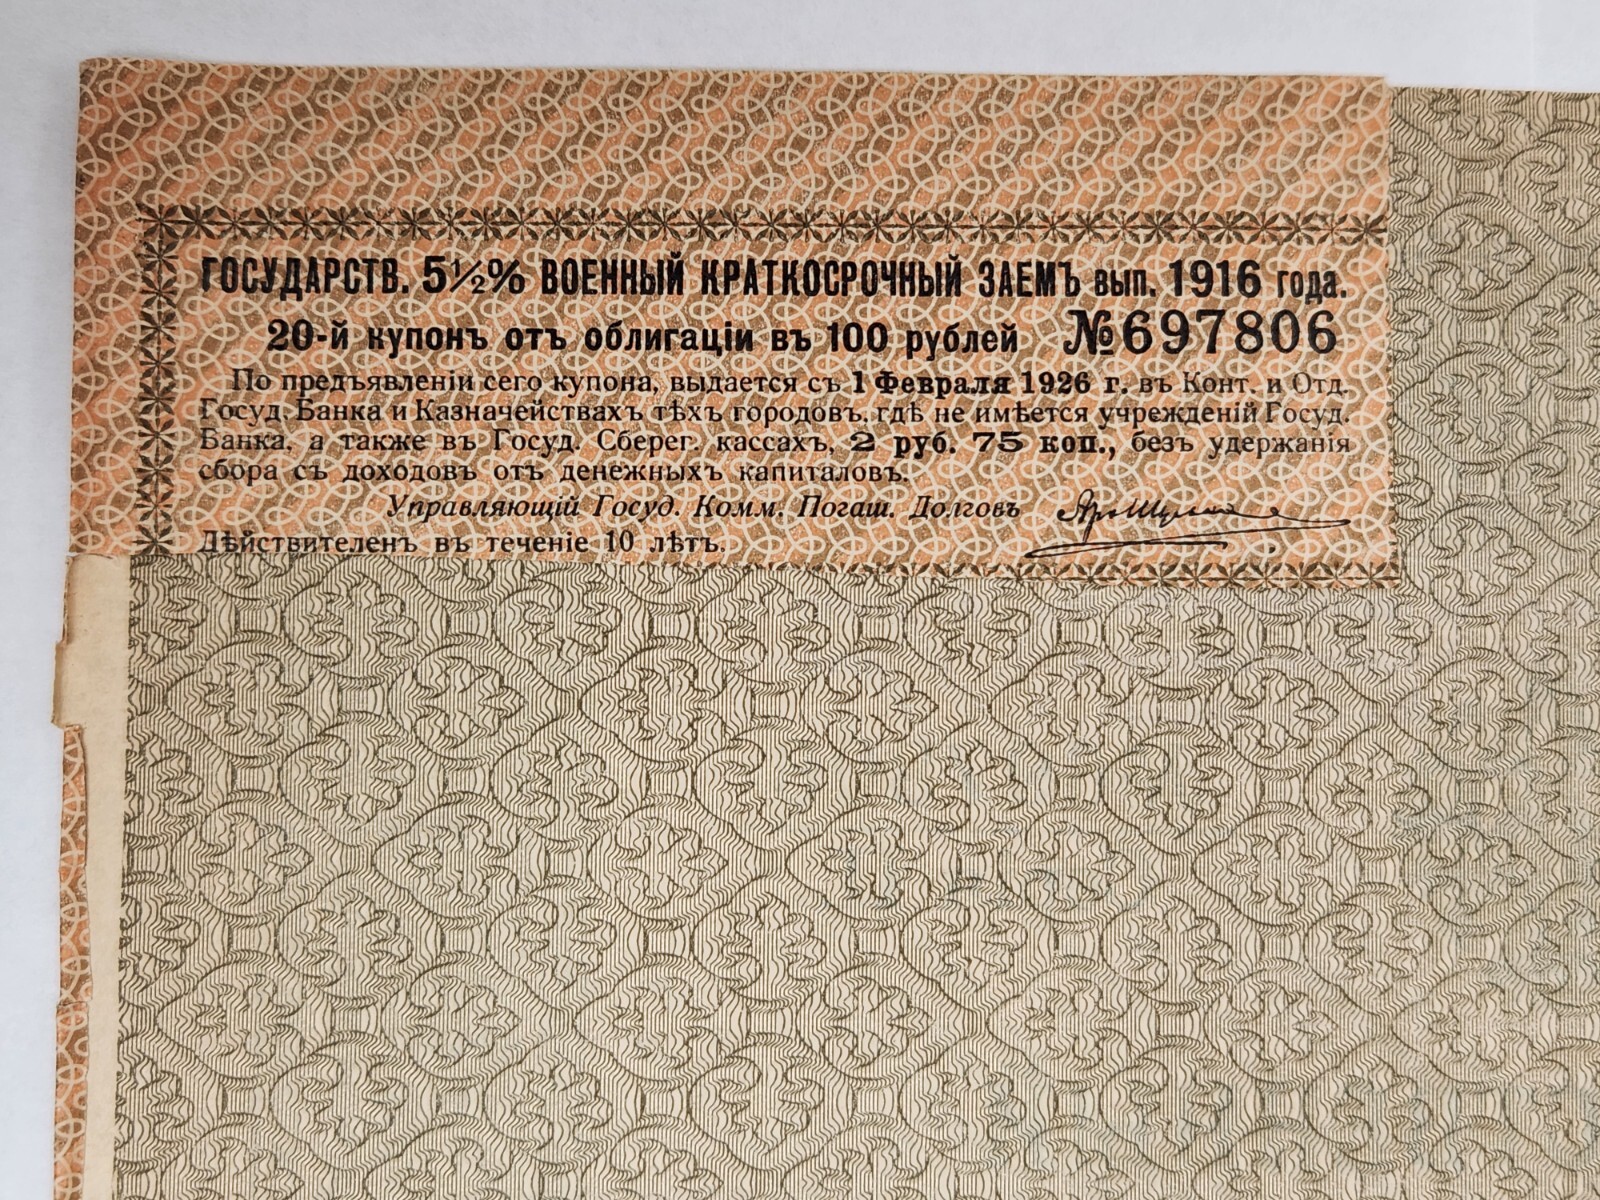 ГОСУДАРСТВ. 5½% ВОЕННЫЙ КРАТКОСРОЧНЫЙ ЗАЕМЪ вып. 1916 года.
20-й купонъ отъ облигаціи въ 100 рублей №697806
По предъявленіи сего купона, выдается съ 1 Февраля 1926 г. въ Конт. и Отд.
Госуд. Банка и Казначействахъ тѣхъ городовъ, гдѣ не имѣется учрежденій Госуд.
Банка, а также въ Госуд. Сберег. кассахъ, 2 руб. 75 коп., безъ удержанія
сбора съ доходовъ отъ денежныхъ капиталовъ.
Управляющій Госуд. Комм. Погаш. Долговъ
Дѣйствителенъ въ теченіе 10 лѣтъ.